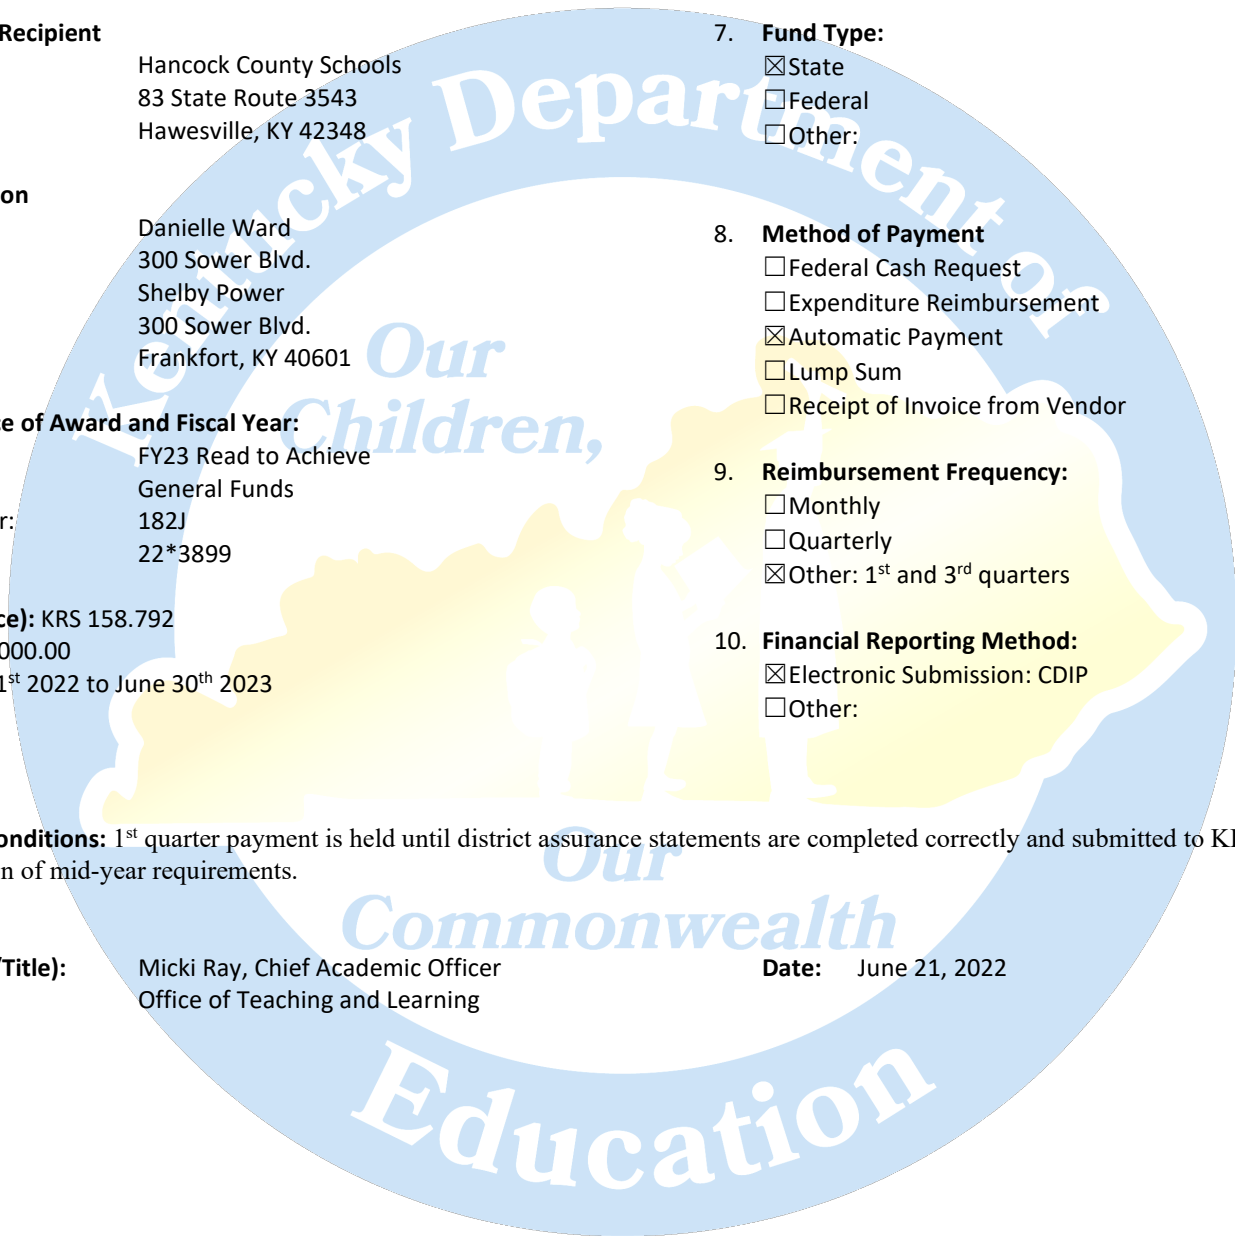 Recipient
Hancock County Schools
83 State Route 3543
Hawesville, KY 42348
on
Danielle Ward
300 Sower Blvd.
Shelby Power
300 Sower Blvd.
Frankfort, KY 40601
e of Award and Fiscal Year:
FY23 Read to Achieve
General Funds
r: 182J
22*3899
ce): KRS 158.792
000.00
1st 2022 to June 30th 2023
7. Fund Type:
☒State
☐Federal
☐Other:
8. Method of Payment
☐Federal Cash Request
☐Expenditure Reimbursement
☒Automatic Payment
☐Lump Sum
☐Receipt of Invoice from Vendor
9. Reimbursement Frequency:
☐Monthly
☐Quarterly
☒Other: 1st and 3rd quarters
10. Financial Reporting Method:
☒Electronic Submission: CDIP
☐Other:
onditions: 1st quarter payment is held until district assurance statements are completed correctly and submitted to K
n of mid-year requirements.
/Title): Micki Ray, Chief Academic Officer
Office of Teaching and Learning
Date: June 21, 2022
Kentucky Department of
Education
Our
Children,
Our
Commonwealth